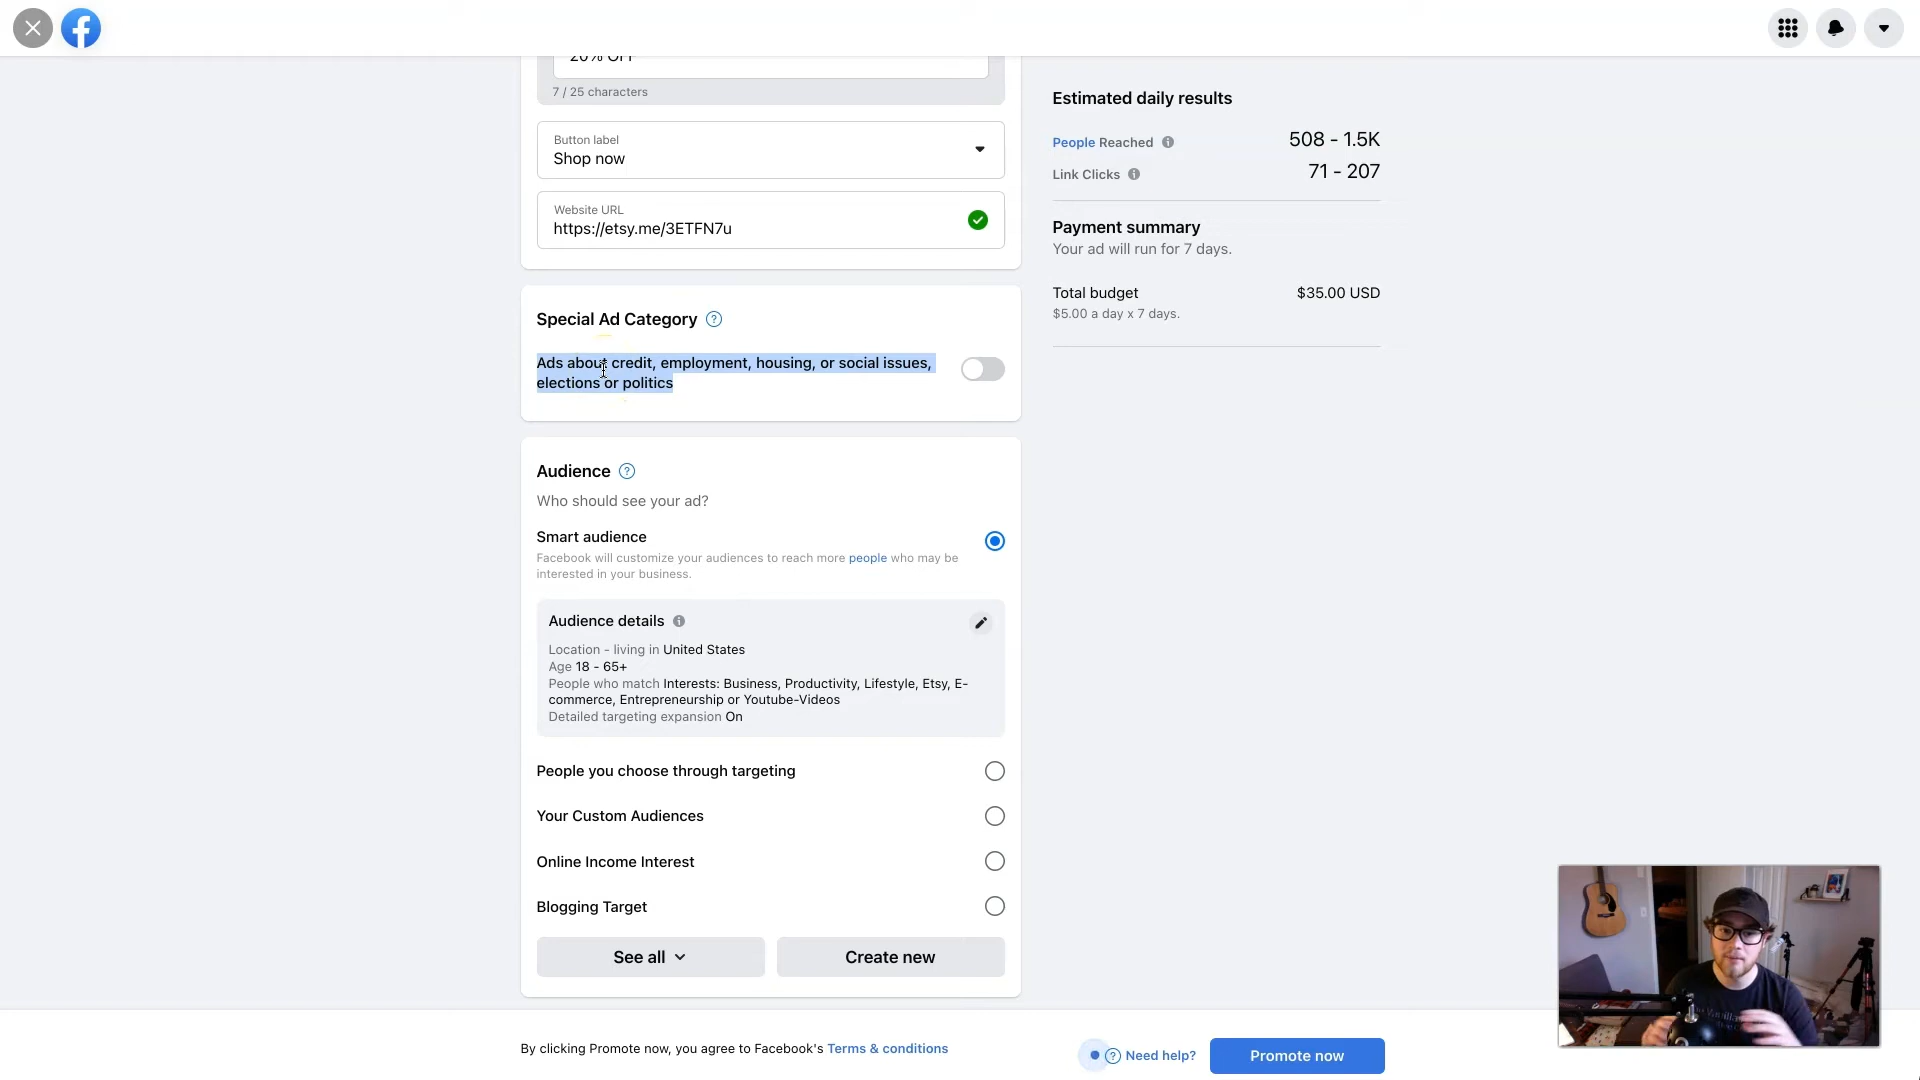 20% OFF
7 / 25 characters
Button label
Shop now
Website URL
https://etsy.me/3ETFN7u
Special Ad Category
Ads about credit, employment, housing, or social issues,
elections or politics
Audience
Who should see your ad?
Smart audience
Facebook will customize your audiences to reach more people who may be
interested in your business.
Audience details
Location - living in United States
Age 18 - 65+
People who match Interests: Business, Productivity, Lifestyle, Etsy, E-
commerce, Entrepreneurship or Youtube-Videos
Detailed targeting expansion On
People you choose through targeting
Your Custom Audiences
Online Income Interest
Blogging Target
See all
Create new
Estimated daily results
People Reached 508 - 1.5K
Link Clicks 71 - 207
Payment summary
Your ad will run for 7 days.
Total budget $35.00 USD
$5.00 a day x 7 days.
By clicking Promote now, you agree to Facebook's Terms & conditions
Need help?
Promote now